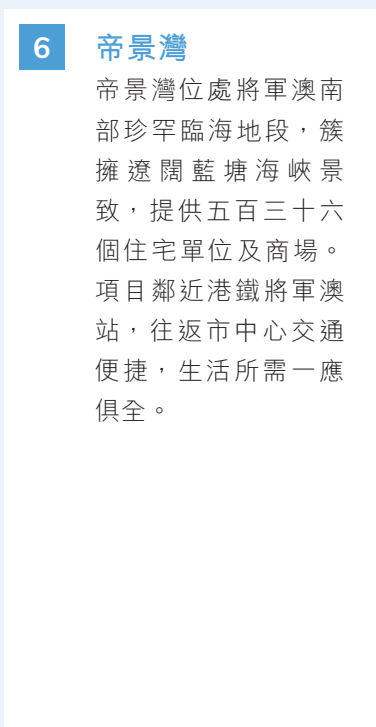 6 帝景灣
帝景灣位處將軍澳南
部珍罕臨海地段，簇
擁遼闊藍塘海峽景
致，提供五百三十六
個住宅單位及商場。
項目鄰近港鐵將軍澳
站，往返市中心交通
便捷，生活所需一應
俱全。